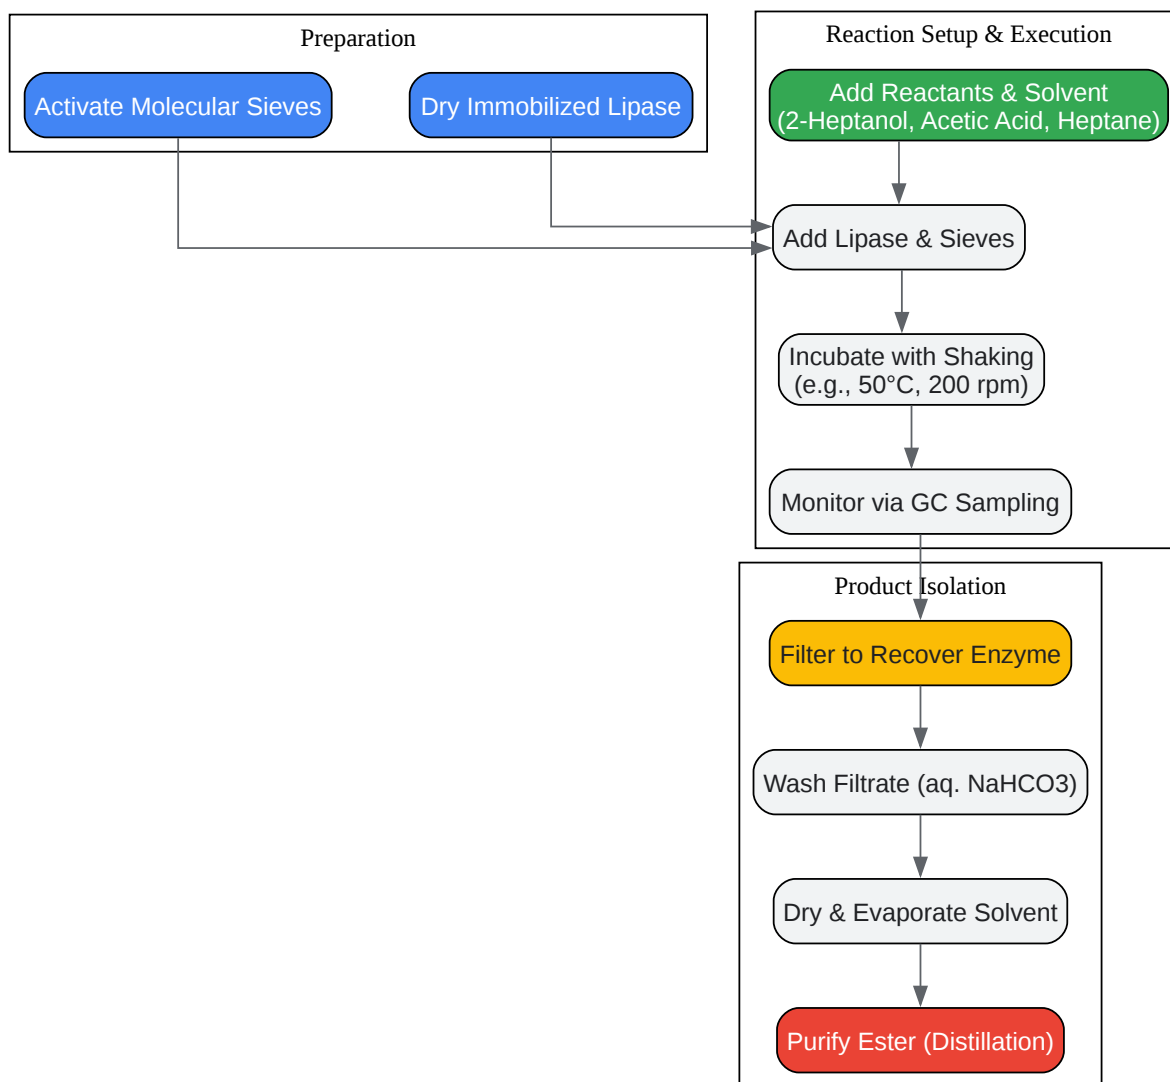 Preparation
Activate Molecular Sieves
Dry Immobilized Lipase
Reaction Setup & Execution
Add Reactants & Solvent
(2-Heptanol, Acetic Acid, Heptane)
Add Lipase & Sieves
Incubate with Shaking
(e.g., 50°C, 200 rpm)
Monitor via GC Sampling
Product Isolation
Filter to Recover Enzyme
Wash Filtrate (aq. NaHCO3)
Dry & Evaporate Solvent
Purify Ester (Distillation)